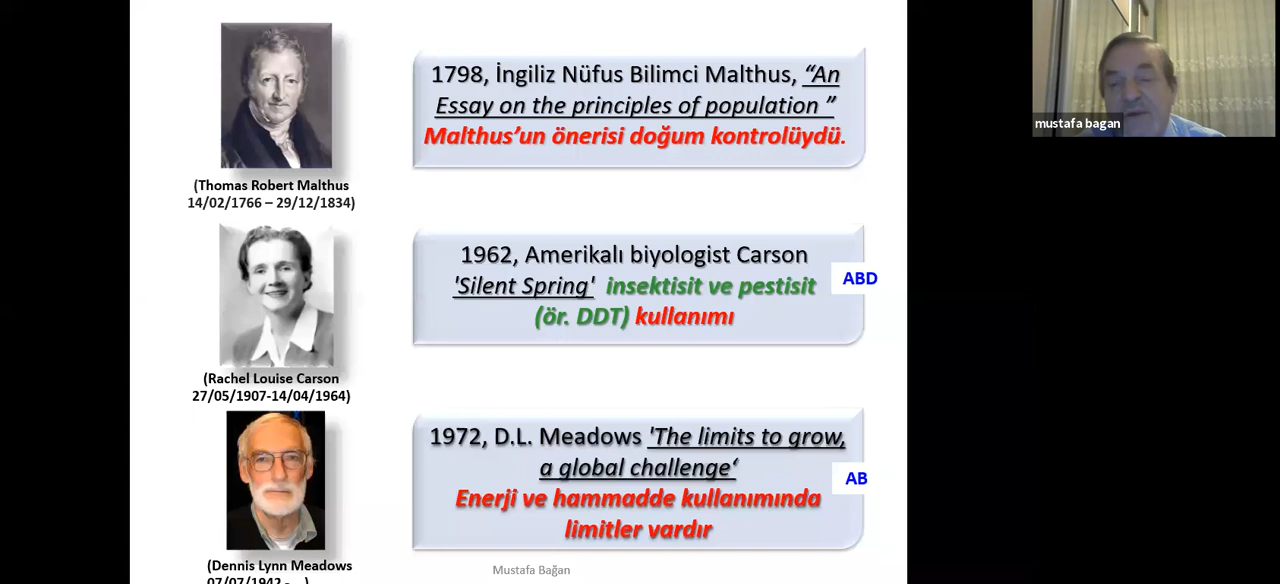 1798, İngiliz Nüfus Bilimci Malthus, “An
Essay on the principles of population ”
Malthus’un önerisi doğum kontrolüydü.
(Thomas Robert Malthus
14/02/1766 – 29/12/1834)
1962, Amerikalı biyologist Carson
'Silent Spring' insektisit ve pestisit
(ör. DDT) kullanımı
ABD
(Rachel Louise Carson
27/05/1907-14/04/1964)
1972, D.L. Meadows 'The limits to grow,
a global challenge‘
Enerji ve hammadde kullanımında
limitler vardır
AB
(Dennis Lynn Meadows
07/07/1942 - ...)
Mustafa Bağan
mustafa bagan